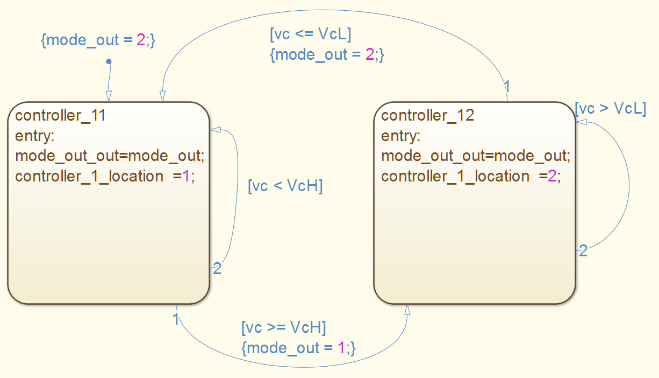 {mode_out = 2;}
[vc <= VcL]
{mode_out = 2;}
1
controller_11
entry:
mode_out_out=mode_out;
controller_1_location =1;
[vc < VcH]
2
1
controller_12
entry:
mode_out_out=mode_out;
controller_1_location =2;
[vc > VcL]
2
[vc >= VcH]
{mode_out = 1;}